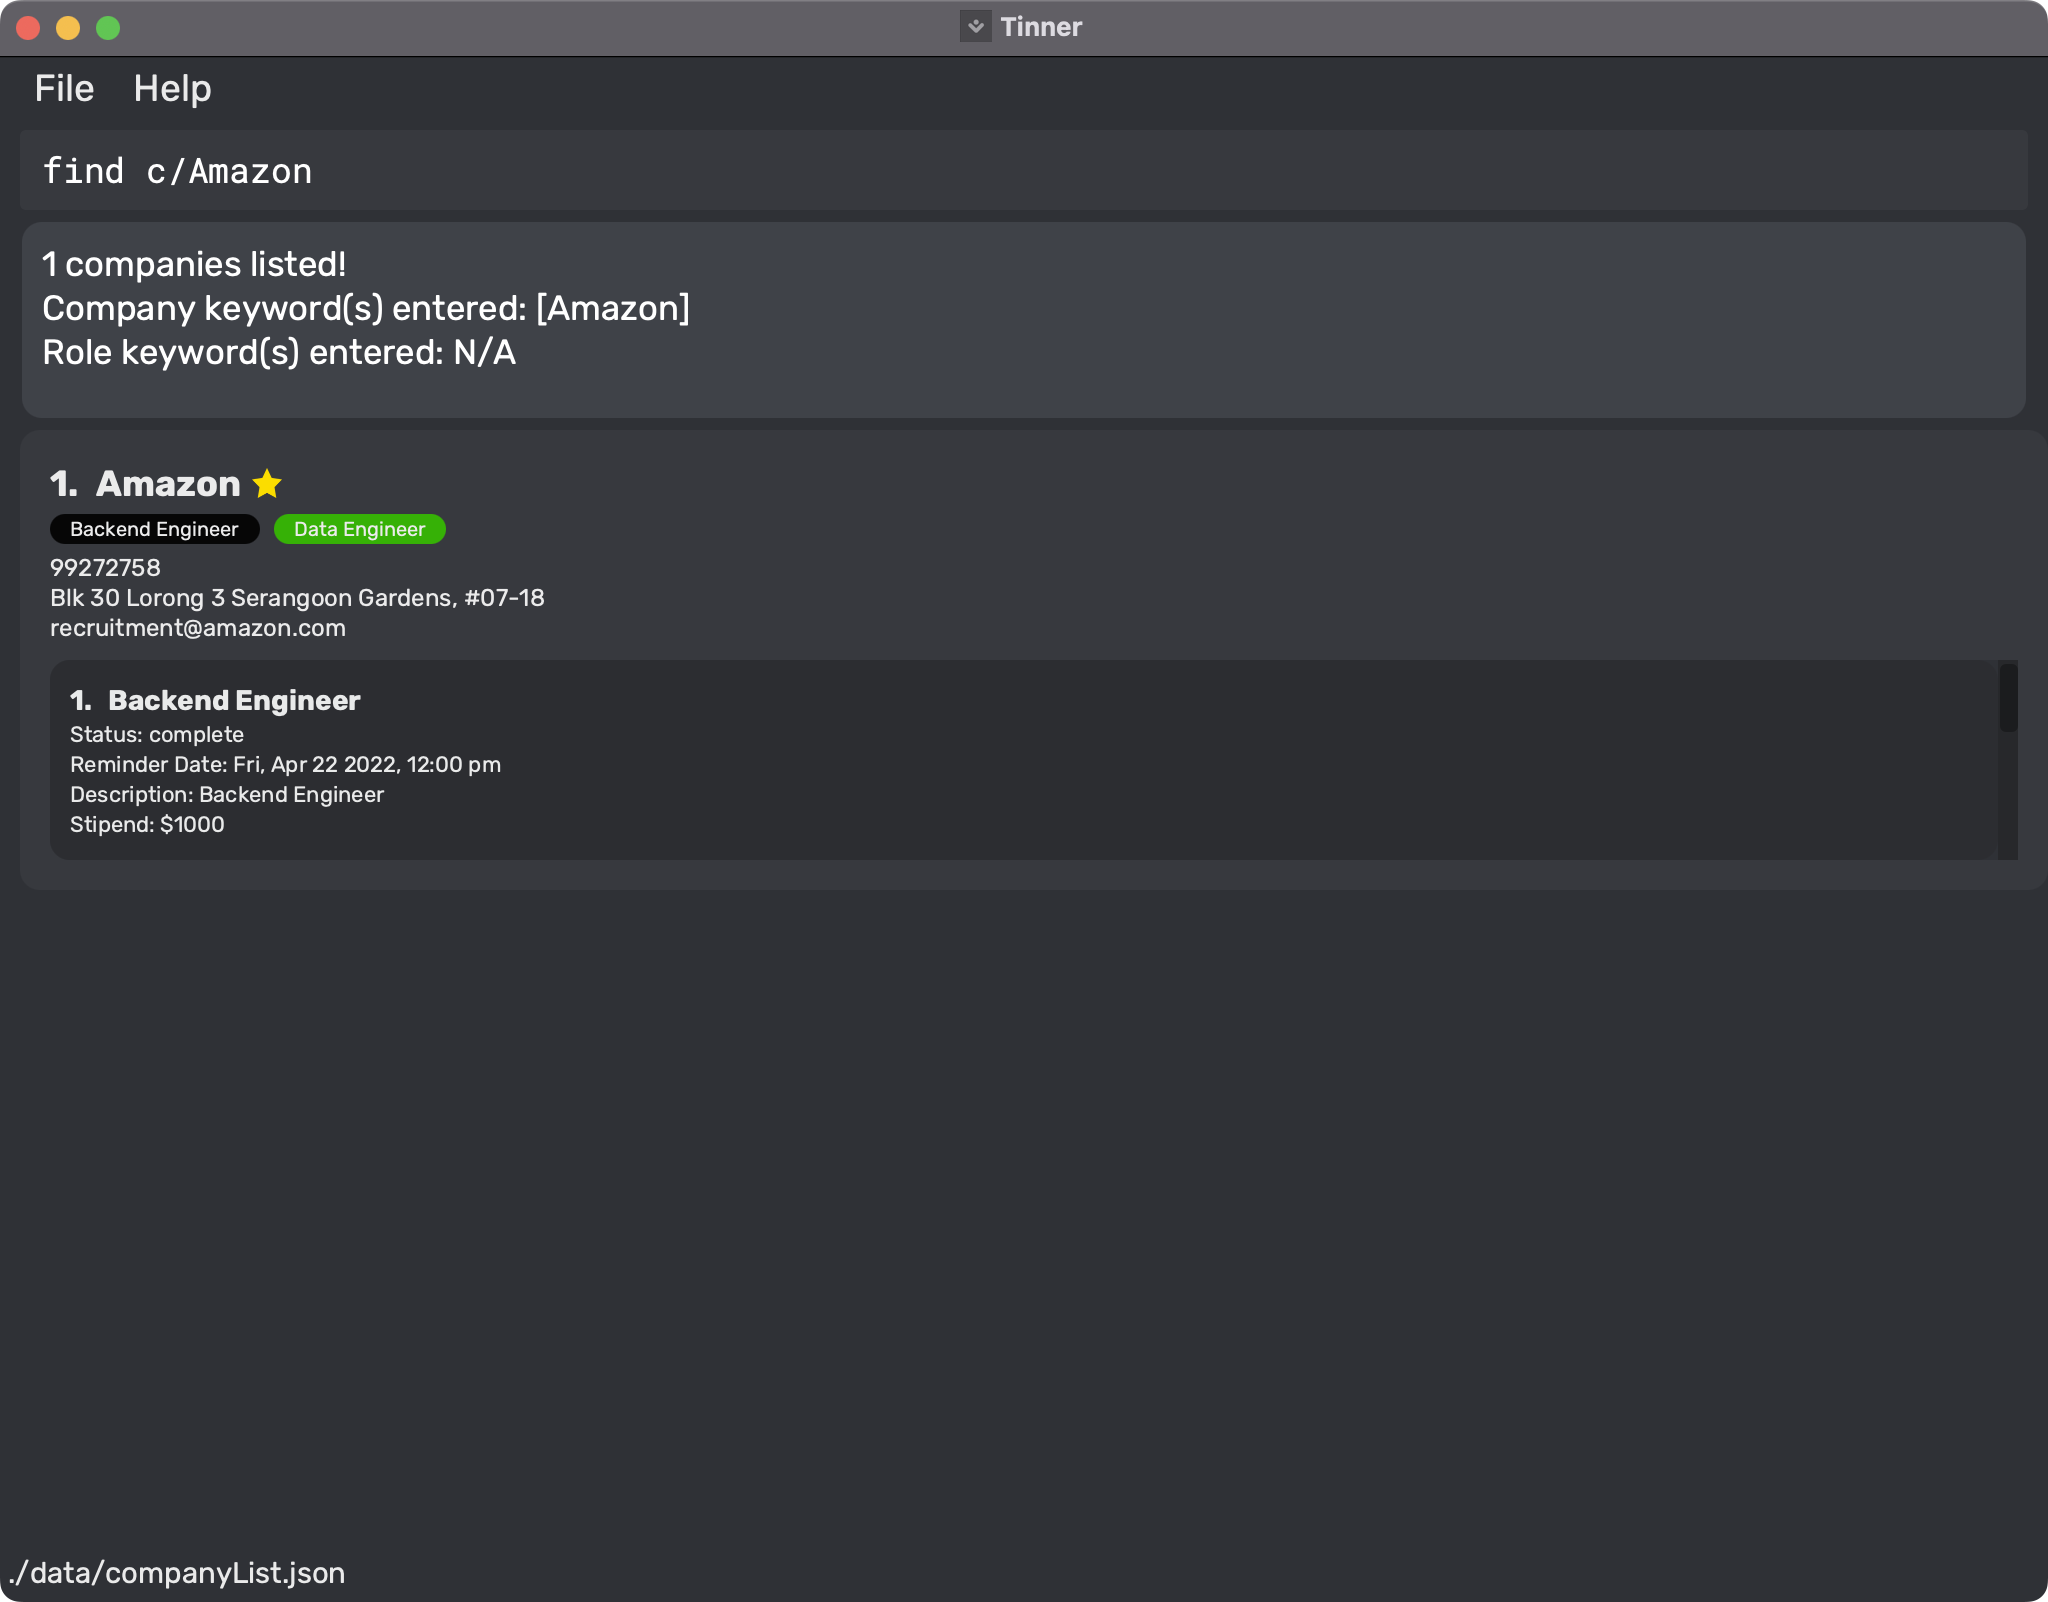 Tinner
File Help
find c/Amazon
1 companies listed!
Company keyword(s) entered: [Amazon]
Role keyword(s) entered: N/A
1. Amazon
Backend Engineer Data Engineer
99272758
Blk 30 Lorong 3 Serangoon Gardens, #07-18
recruitment@amazon.com
1. Backend Engineer
Status: complete
Reminder Date: Fri, Apr 22 2022, 12:00 pm
Description: Backend Engineer
Stipend: $1000
./data/companyList.json